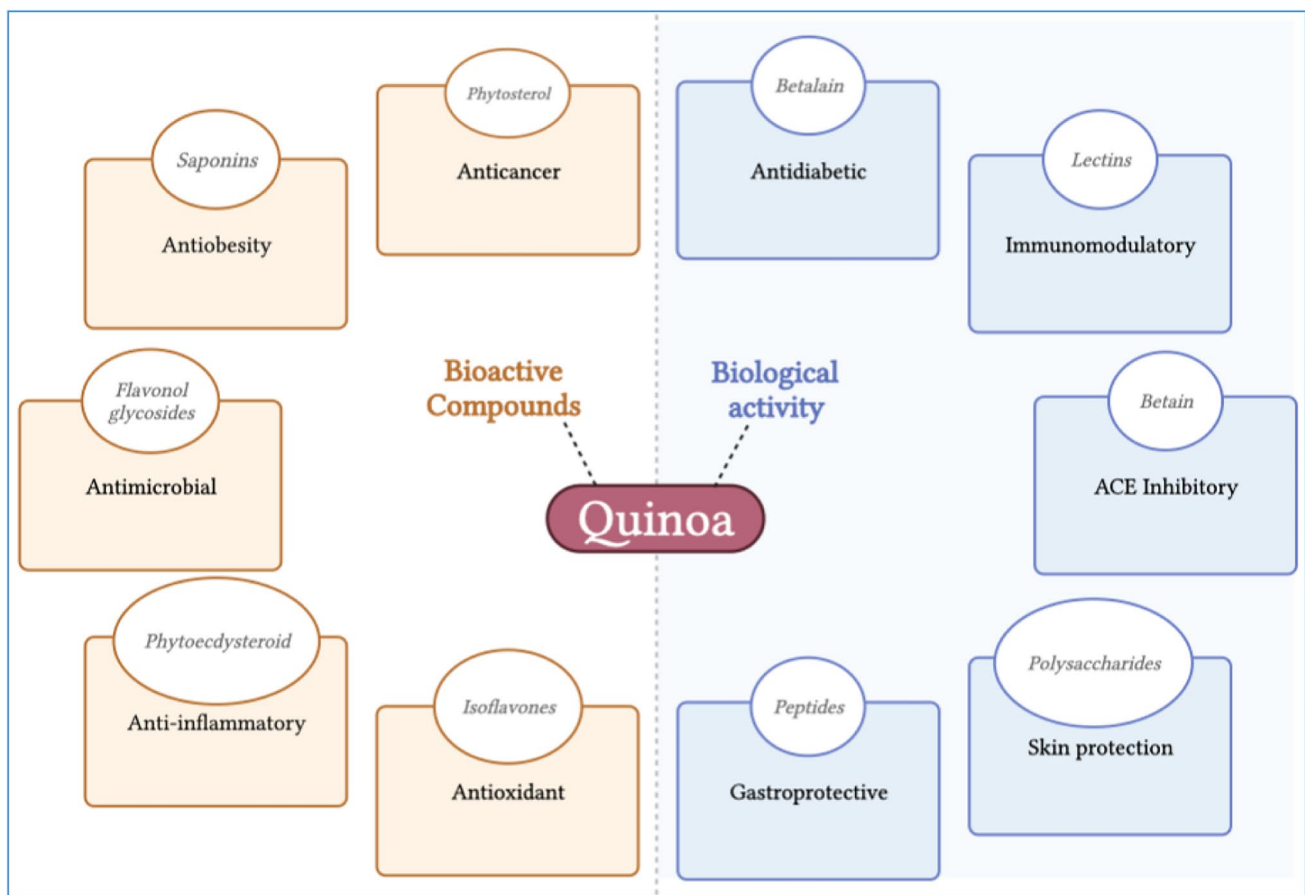 Phytosterol
Anticancer
Saponins
Antiobesity
Flavonol
glycosides
Antimicrobial
Phytoecdysteroid
Anti-inflammatory
Isoflavones
Antioxidant
Bioactive
Compounds
Quinoa
Biological
activity
Betalain
Antidiabetic
Lectins
Immunomodulatory
Betain
ACE Inhibitory
Polysaccharides
Skin protection
Peptides
Gastroprotective